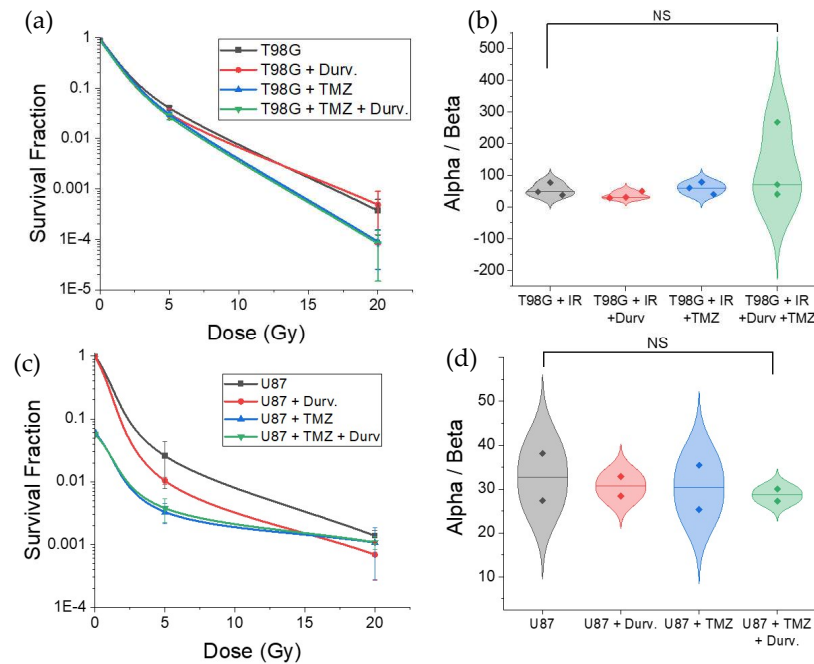 (a)
1
0.1
0.01
0.001
1E-4
1E-5
Survival Fraction
0
5
10
15
20
Dose (Gy)
T98G
T98G + Durv.
T98G + TMZ
T98G + TMZ + Durv.
(b)
NS
500
400
300
200
100
0
-100
-200
Alpha / Beta
T98G + IR
T98G + IR
+Durv
T98G + IR
+TMZ
T98G + IR
+Durv +TMZ
(c)
1
0.1
0.01
0.001
1E-4
Survival Fraction
0
5
10
15
20
Dose (Gy)
U87
U87 + Durv.
U87 + TMZ
U87 + TMZ + Durv
(d)
NS
60
50
40
30
20
10
Alpha / Beta
U87
U87 + Durv.
U87 + TMZ
U87 + TMZ
+ Durv.